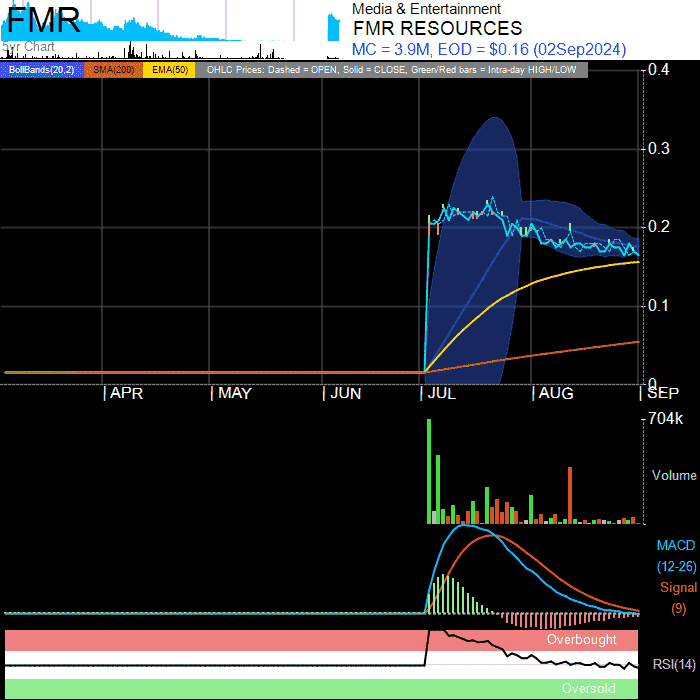 FMR
5yr Chart
Media & Entertainment
FMR RESOURCES
MC = 3.9M, EOD = $0.16 (02Sep2024)
BollBands(20,2) SMA(200) EMA(50) OHLC Prices: Dashed = OPEN, Solid = CLOSE, Green/Red bars = Intra-day HIGH/LOW
0.4
0.3
0.2
0.1
0
APR MAY JUN JUL AUG SEP
704k
Volume
MACD
(12-26)
Signal
(9)
Overbought
RSI(14)
Oversold